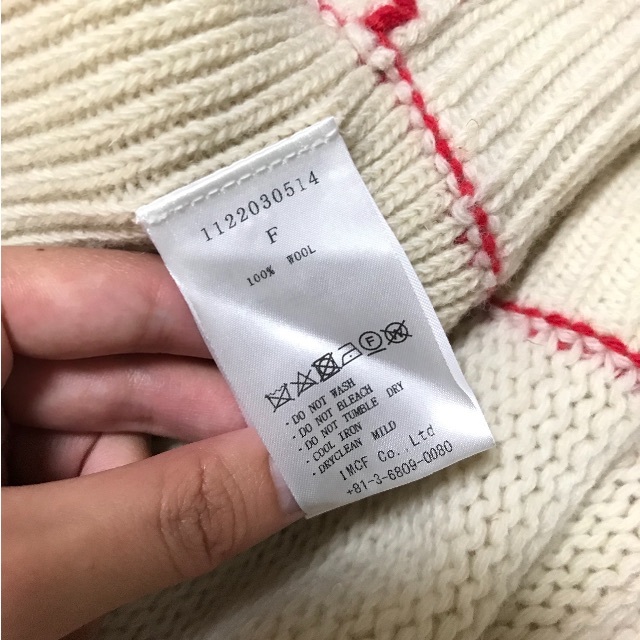 1122030514
F
100% WOOL
F
- DO NOT WASH
- DO NOT BLEACH
- DO NOT TUMBLE DRY
- COOL IRON
- DRYCLEAN MILD
IMCF Co., Ltd
+81-3-6809-0080